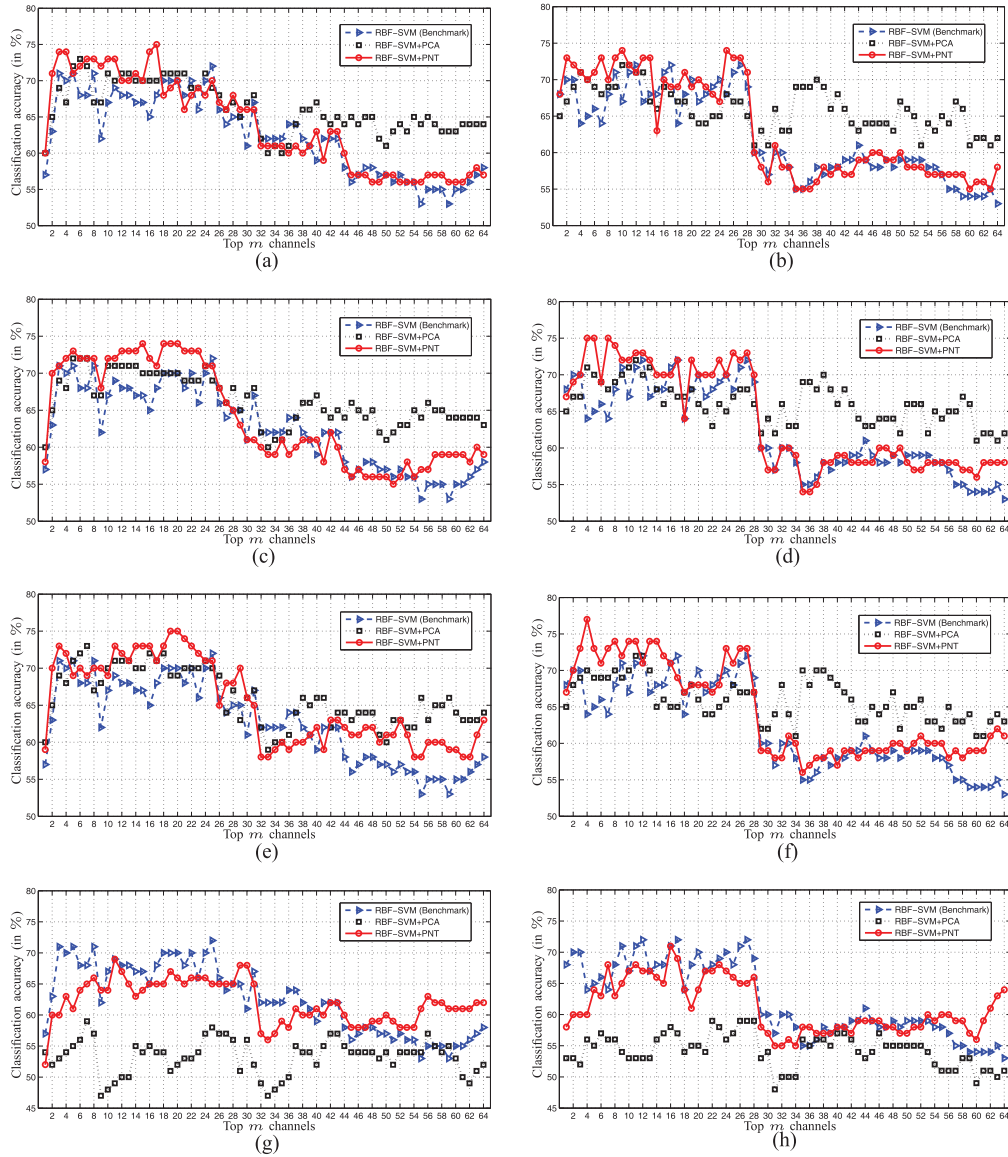 Classification accuracy (in %)
80
75
70
65
60
55
50
RBF-SVM (Benchmark)
RBF-SVM+PCA
RBF-SVM+PNT
2 4 6 8 10 12 14 16 18 20 22 24 26 28 30 32 34 36 38 40 42 44 46 48 50 52 54 56 58 60 62 64
Top m channels
(a)
Classification accuracy (in %)
80
75
70
65
60
55
50
RBF-SVM (Benchmark)
RBF-SVM+PCA
RBF-SVM+PNT
2 4 6 8 10 12 14 16 18 20 22 24 26 28 30 32 34 36 38 40 42 44 46 48 50 52 54 56 58 60 62 64
Top m channels
(b)
Classification accuracy (in %)
80
75
70
65
60
55
50
RBF-SVM (Benchmark)
RBF-SVM+PCA
RBF-SVM+PNT
2 4 6 8 10 12 14 16 18 20 22 24 26 28 30 32 34 36 38 40 42 44 46 48 50 52 54 56 58 60 62 64
Top m channels
(c)
Classification accuracy (in %)
80
75
70
65
60
55
50
RBF-SVM (Benchmark)
RBF-SVM+PCA
RBF-SVM+PNT
2 4 6 8 10 12 14 16 18 20 22 24 26 28 30 32 34 36 38 40 42 44 46 48 50 52 54 56 58 60 62 64
Top m channels
(d)
Classification accuracy (in %)
80
75
70
65
60
55
50
RBF-SVM (Benchmark)
RBF-SVM+PCA
RBF-SVM+PNT
2 4 6 8 10 12 14 16 18 20 22 24 26 28 30 32 34 36 38 40 42 44 46 48 50 52 54 56 58 60 62 64
Top m channels
(e)
Classification accuracy (in %)
80
75
70
65
60
55
50
RBF-SVM (Benchmark)
RBF-SVM+PCA
RBF-SVM+PNT
2 4 6 8 10 12 14 16 18 20 22 24 26 28 30 32 34 36 38 40 42 44 46 48 50 52 54 56 58 60 62 64
Top m channels
(f)
Classification accuracy (in %)
80
75
70
65
60
55
50
45
RBF-SVM (Benchmark)
RBF-SVM+PCA
RBF-SVM+PNT
2 4 6 8 10 12 14 16 18 20 22 24 26 28 30 32 34 36 38 40 42 44 46 48 50 52 54 56 58 60 62 64
Top m channels
(g)
Classification accuracy (in %)
80
75
70
65
60
55
50
45
RBF-SVM (Benchmark)
RBF-SVM+PCA
RBF-SVM+PNT
2 4 6 8 10 12 14 16 18 20 22 24 26 28 30 32 34 36 38 40 42 44 46 48 50 52 54 56 58 60 62 64
Top m channels
(h)